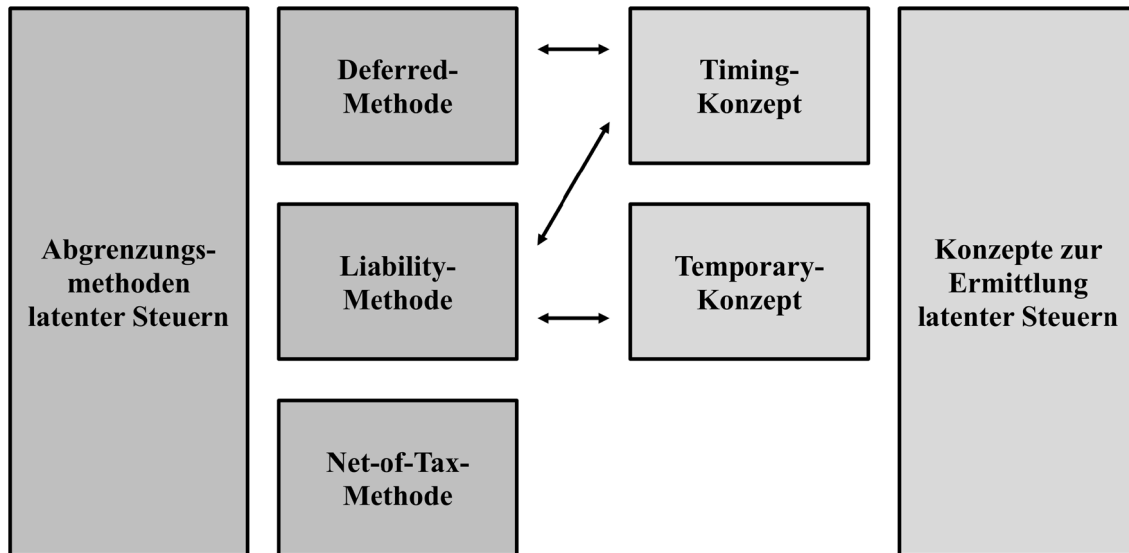 Abgrenzungs-
methoden
latenter Steuern
Deferred-
Methode
Liability-
Methode
Net-of-Tax-
Methode
Timing-
Konzept
Temporary-
Konzept
Konzepte zur
Ermittlung
latenter Steuern